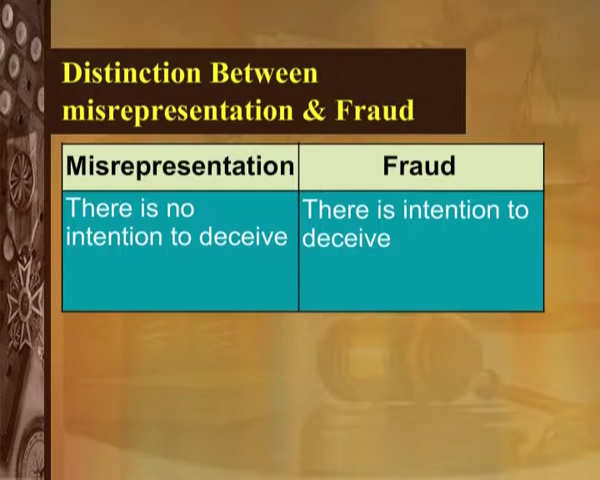 Distinction Between
misrepresentation & Fraud
Misrepresentation
Fraud
There is no
intention to deceive
There is intention to
deceive